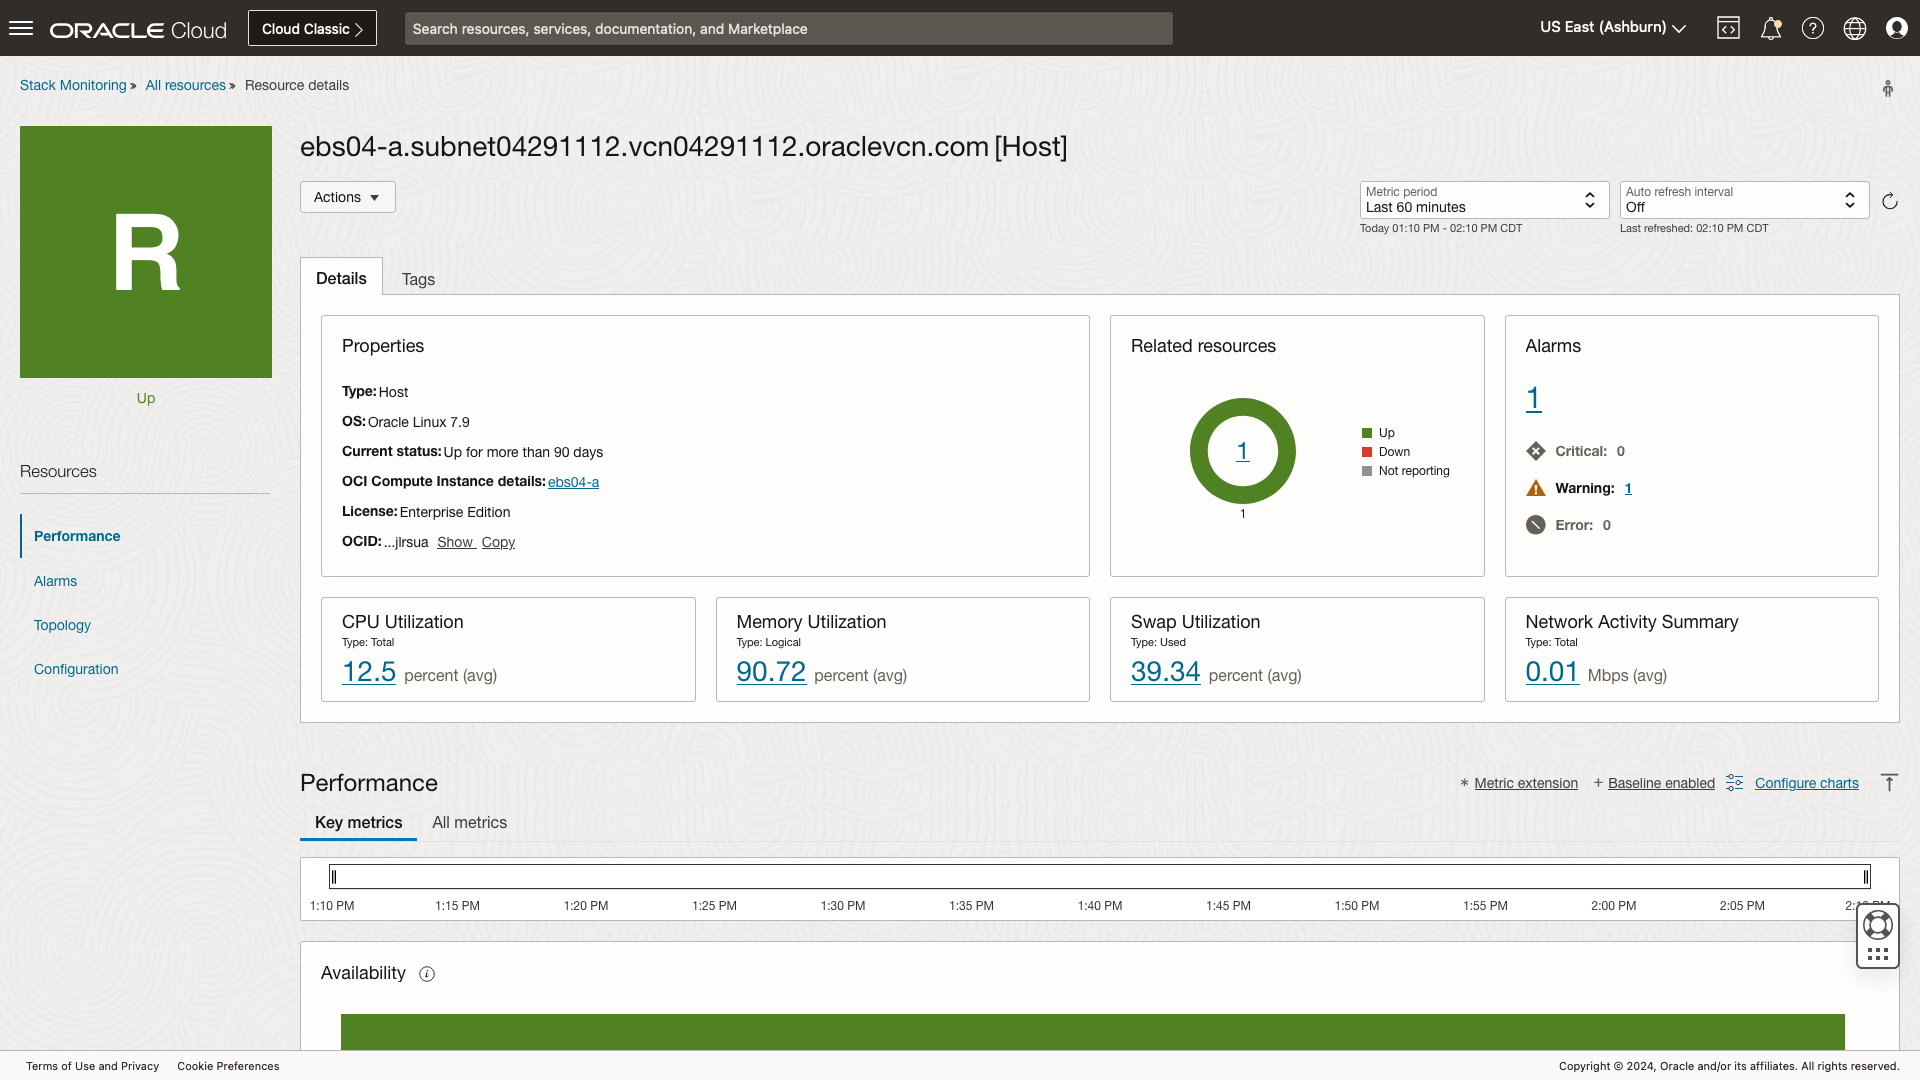 ORACLE Cloud
Cloud Classic >
Search resources, services, documentation, and Marketplace
US East (Ashburn)
Stack Monitoring » All resources » Resource details
R
Up
ebs04-a.subnet04291112.vcn04291112.oraclevcn.com [Host]
Actions
Metric period
Last 60 minutes
Today 01:10 PM - 02:10 PM CDT
Auto refresh interval
Off
Last refreshed: 02:10 PM CDT
Resources
Performance
Alarms
Topology
Configuration
Details
Tags
Properties
Type: Host
OS: Oracle Linux 7.9
Current status: Up for more than 90 days
OCI Compute Instance details: ebs04-a
License: Enterprise Edition
OCID: ...jlrsua Show Copy
Related resources
1
1
Up
Down
Not reporting
Alarms
1
Critical: 0
Warning: 1
Error: 0
CPU Utilization
Type: Total
12.5 percent (avg)
Memory Utilization
Type: Logical
90.72 percent (avg)
Swap Utilization
Type: Used
39.34 percent (avg)
Network Activity Summary
Type: Total
0.01 Mbps (avg)
Performance
* Metric extension + Baseline enabled Configure charts
Key metrics
All metrics
1:10 PM 1:15 PM 1:20 PM 1:25 PM 1:30 PM 1:35 PM 1:40 PM 1:45 PM 1:50 PM 1:55 PM 2:00 PM 2:05 PM
Availability
Terms of Use and Privacy Cookie Preferences
Copyright © 2024, Oracle and/or its affiliates. All rights reserved.